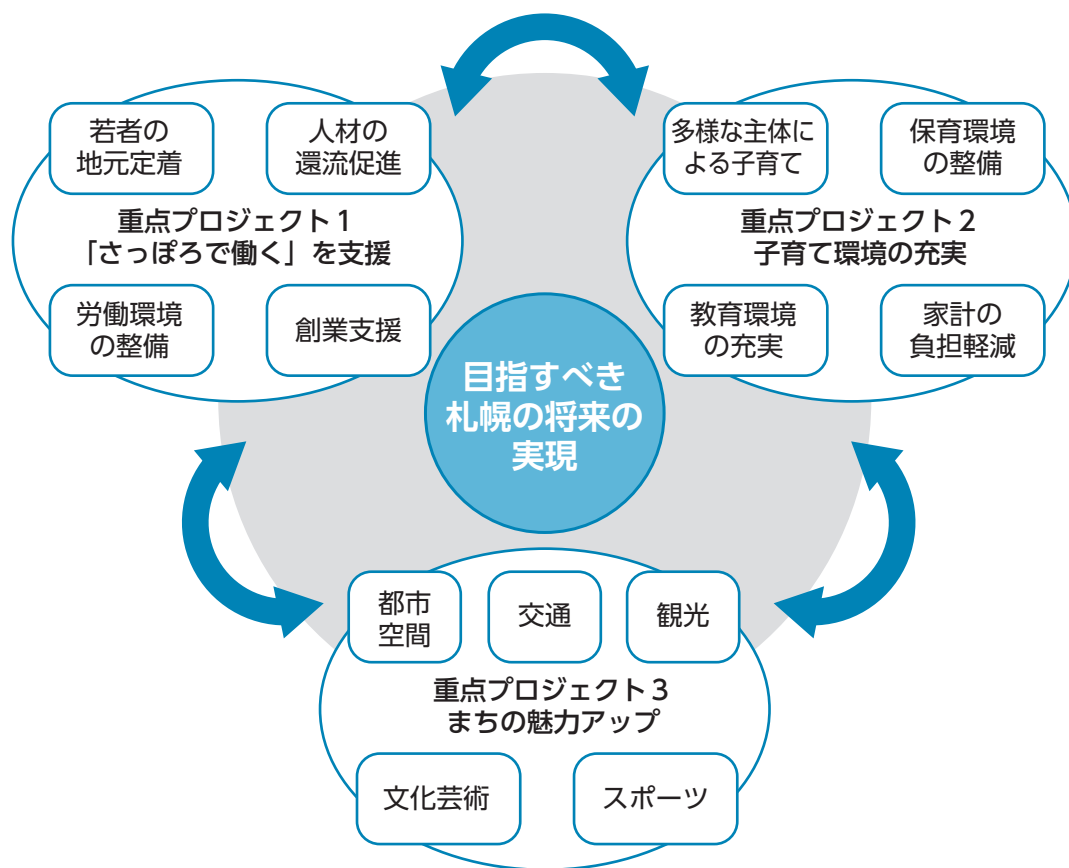 若者の
地元定着
人材の
還流促進
重点プロジェクト1
「さっぽろで働く」を支援
労働環境
の整備
創業支援
多様な主体に
よる子育て
保育環境
の整備
重点プロジェクト2
子育て環境の充実
教育環境
の充実
家計の
負担軽減
目指すべき
札幌の将来の
実現
都市
空間
交通
観光
重点プロジェクト3
まちの魅力アップ
文化芸術
スポーツ